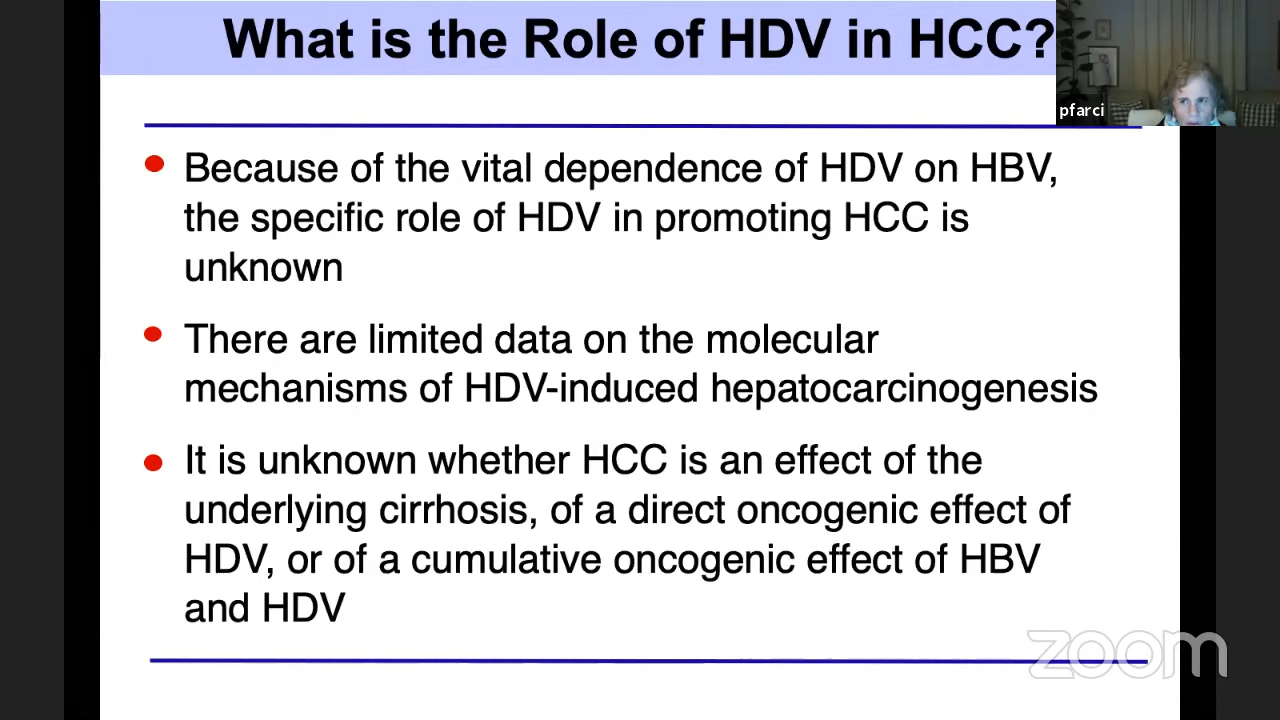 What is the Role of HDV in HCC?
pfarci
Because of the vital dependence of HDV on HBV,
the specific role of HDV in promoting HCC is
unknown
There are limited data on the molecular
mechanisms of HDV-induced hepatocarcinogenesis
It is unknown whether HCC is an effect of the
underlying cirrhosis, of a direct oncogenic effect of
HDV, or of a cumulative oncogenic effect of HBV
and HDV
zoom